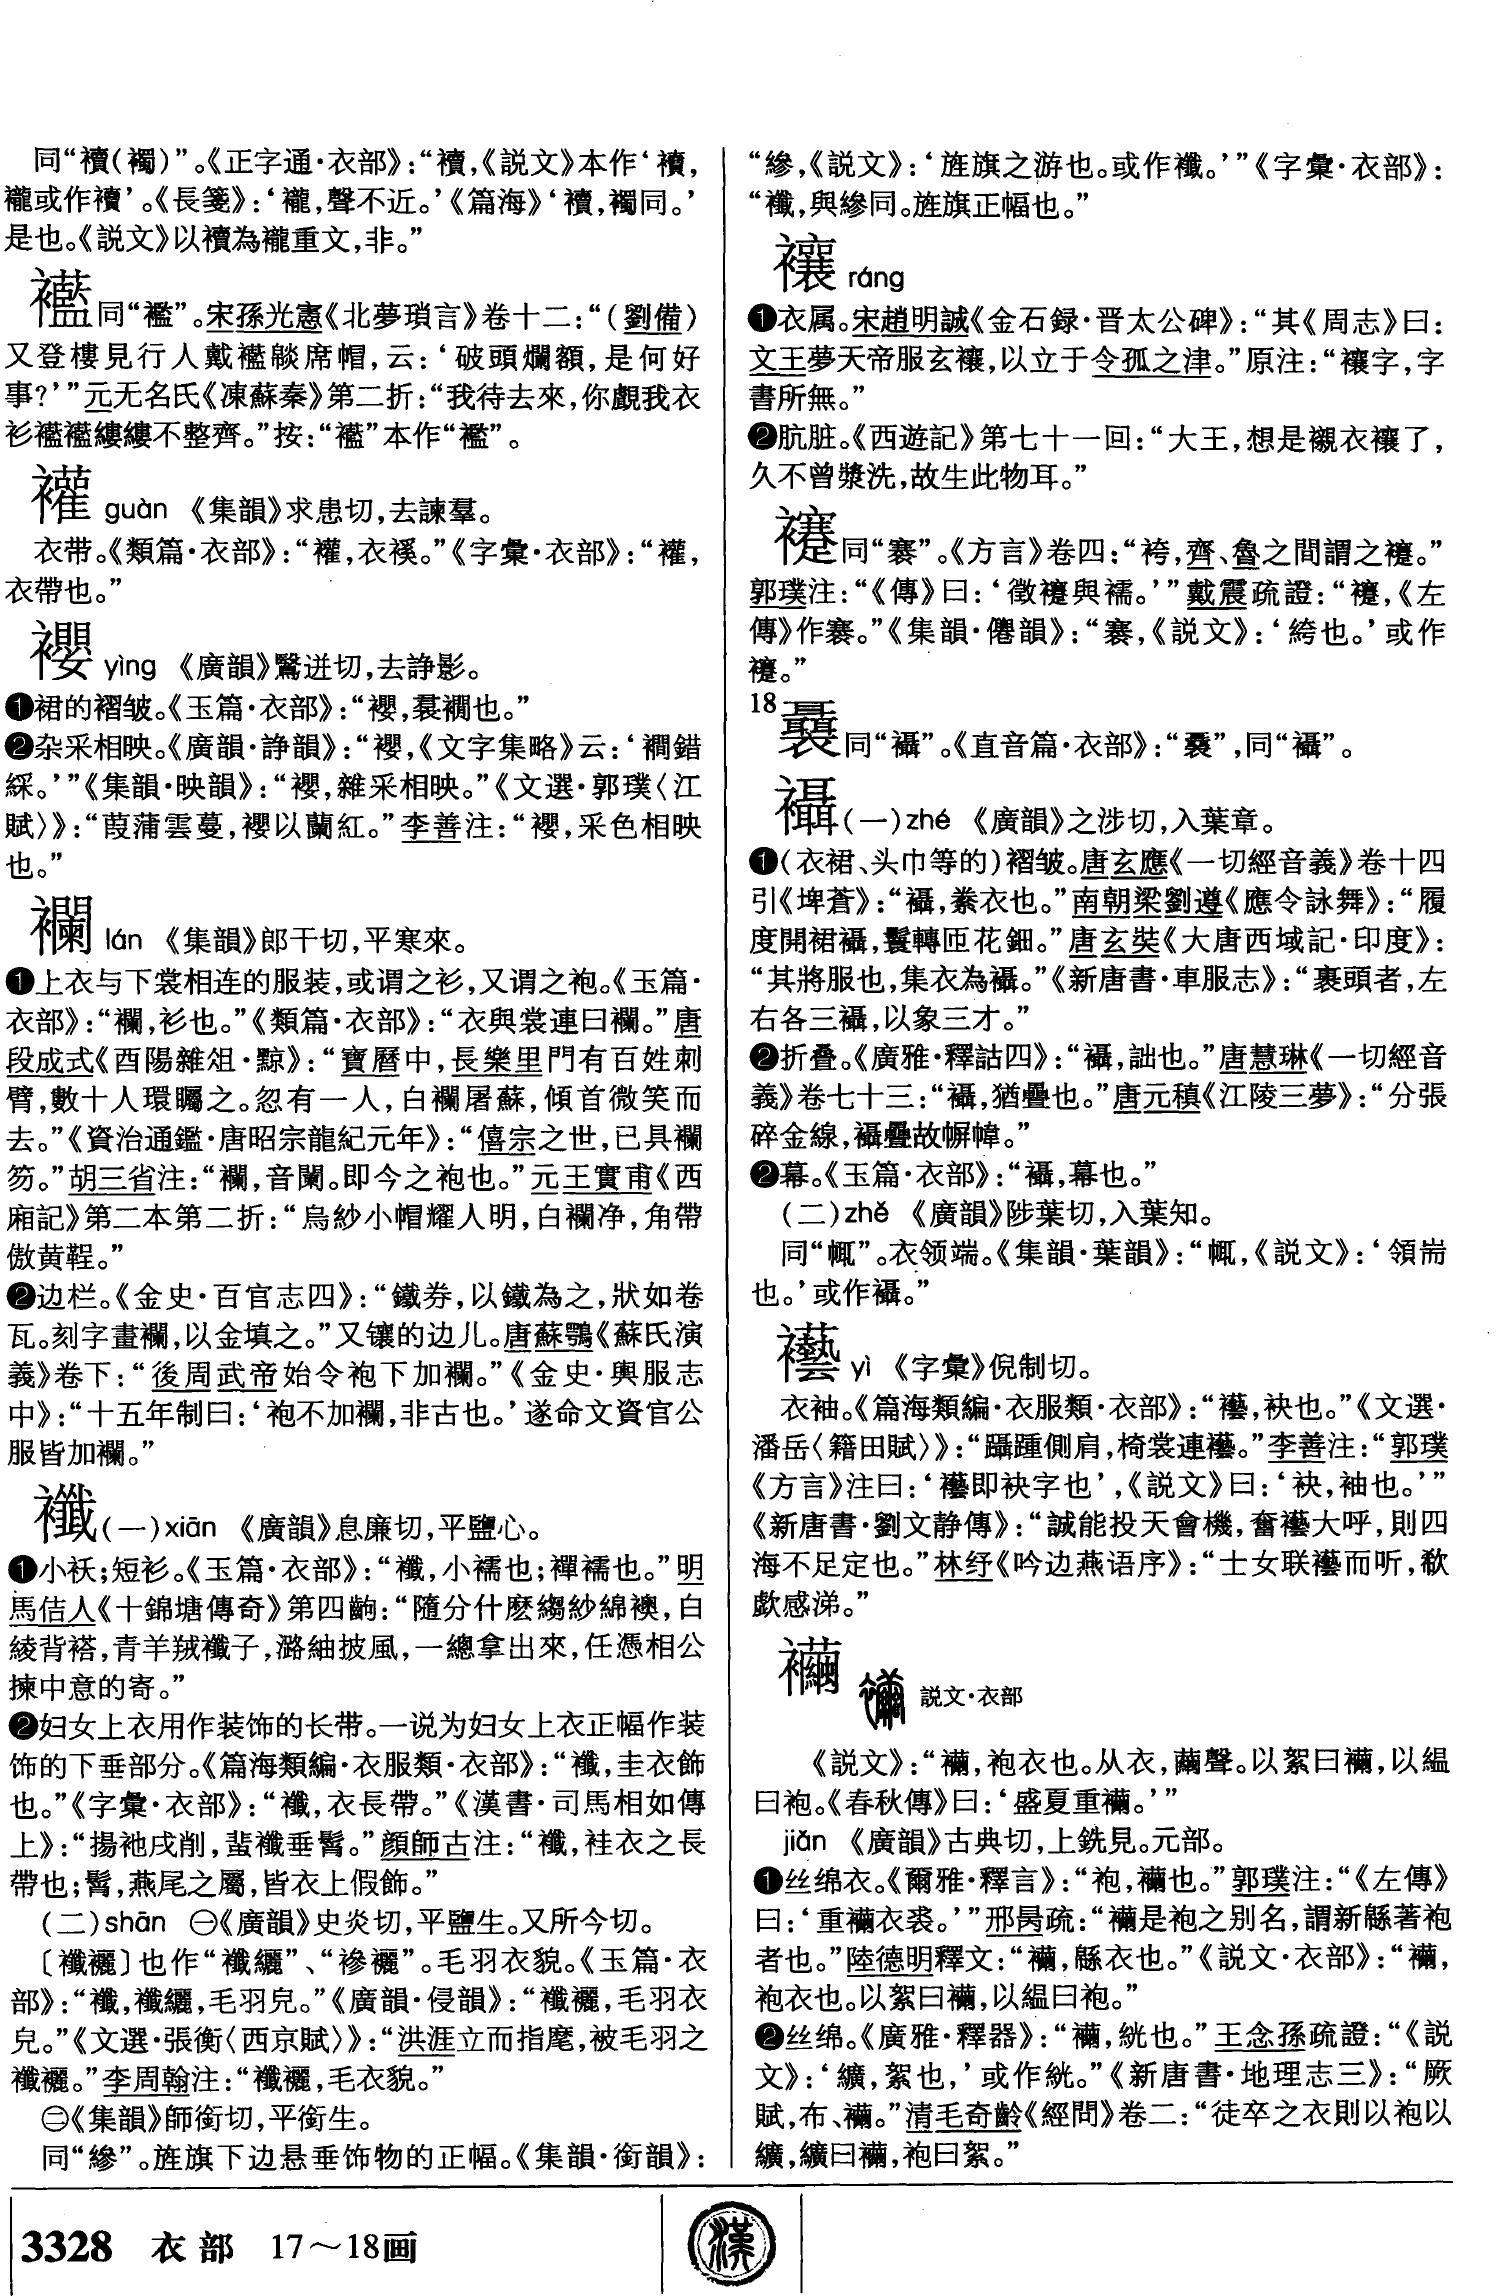 同“襩(襡)”。《正字通·衣部》：“襩，《説文》本作‘襩，
襱或作襩’。《長箋》：‘襱，聲不近。’《篇海》‘襩，襡同。’
是也。《説文》以襩為襱重文，非。”
同“襤”。宋孫光憲《北夢瑣言》卷十二：“(劉備)
又登樓見行人戴襤毿席帽，云：‘破頭爛額，是何好
事？’”元无名氏《凍蘇秦》第二折：“我待去來，你覷我衣
衫襤襤縷縷不整齊。”按：“襤”本作“襤”。
guàn 《集韻》求患切，去諫羣。
衣带。《類篇·衣部》：“䙮，衣褛。”《字彙·衣部》：“䙮，
衣帶也。”
yìng 《廣韻》鷖迸切，去諍影。
❶裙的褶皱。《玉篇·衣部》：“䙬，裠襉也。”
❷杂采相映。《廣韻·諍韻》：“䙬，《文字集略》云：‘襉錯
綵。’”《集韻·映韻》：“䙬，雜采相映。”《文選·郭璞〈江
賦〉》：“葭蒲雲蔓，䙬以蘭紅。”李善注：“䙬，采色相映
也。”
襴 lán 《集韻》郎干切，平寒來。
❶上衣与下裳相连的服装，或谓之衫，又谓之袍。《玉篇·
衣部》：“襴，衫也。”《類篇·衣部》：“衣與裳連曰襴。”唐
段成式《酉陽雜俎·黥》：“寶曆中，長樂里門有百姓刺
臂，數十人環矚之。忽有一人，白襴屠蘇，傾首微笑而
去。”《資治通鑑·唐昭宗龍紀元年》：“僖宗之世，已具襴
笏。”胡三省注：“襴，音闌。即今之袍也。”元王實甫《西
廂記》第二本第二折：“烏紗小帽耀人明，白襴净，角帶
傲黄鞓。”
❷边栏。《金史·百官志四》：“鐵券，以鐵為之，狀如卷
瓦。刻字畫襴，以金填之。”又镶的边儿。唐蘇鶚《蘇氏演
義》卷下：“後周武帝始令袍下加襴。”《金史·輿服志
中》：“十五年制曰：‘袍不加襴，非古也。’遂命文資官公
服皆加襴。”
襳(一)xiān 《廣韻》息廉切，平鹽心。
❶小袄；短衫。《玉篇·衣部》：“襳，小襦也；襌襦也。”明
馬佶人《十錦塘傳奇》第四齣：“隨分什麽縐紗綿襖，白
綾背褡，青羊羢襳子，潞紬披風，一總拿出來，任憑相公
揀中意的寄。”
❷妇女上衣用作装饰的长带。一说为妇女上衣正幅作装
饰的下垂部分。《篇海類編·衣服類·衣部》：“襳，圭衣飾
也。”《字彙·衣部》：“襳，衣長帶。”《漢書·司馬相如傳
上》：“揚衪戌削，蜚襳垂髾。”顔師古注：“襳，袿衣之長
帶也；髾，燕尾之屬，皆衣上假飾。”
(二)shān ㊀《廣韻》史炎切，平鹽生。又所今切。
〔襳襹〕也作“襳纚”、“襂襹”。毛羽衣貌。《玉篇·衣
部》：“襳，襳纚，毛羽皃。”《廣韻·侵韻》：“襳襹，毛羽衣
皃。”《文選·張衡〈西京賦〉》：“洪涯立而指麾，被毛羽之
襳襹。”李周翰注：“襳襹，毛衣貌。”
㊁《集韻》師銜切，平銜生。
同“縿”。旌旗下边悬垂饰物的正幅。《集韻·銜韻》：
“縿，《説文》：‘旌旗之游也。或作襳。’”《字彙·衣部》：
“襳，與縿同。旌旗正幅也。”
ráng
❶衣属。宋趙明誠《金石録·晋太公碑》：“其《周志》曰：
文王夢天帝服玄禳，以立于令孤之津。”原注：“禳字，字
書所無。”
❷肮脏。《西遊記》第七十一回：“大王，想是襯衣禳了，
久不曾漿洗，故生此物耳。”
同“褰”。《方言》卷四：“袴，齊、魯之間謂之䙭。”
郭璞注：“《傳》曰：‘徵䙭與襦。’”戴震疏證：“䙭，《左
傳》作褰。”《集韻·僊韻》：“褰，《説文》：‘絝也。’或作
䙭。”
18
同“襵”。《直音篇·衣部》：“𧟌”，同“襵”。
襵(一)zhé 《廣韻》之涉切，入葉章。
❶(衣裙、头巾等的)褶皱。唐玄應《一切經音義》卷十四
引《埤蒼》：“襵，絭衣也。”南朝梁劉遵《應令詠舞》：“履
度開裙襵，鬟轉匝花鈿。”唐玄奘《大唐西域記·印度》：
“其將服也，集衣為襵。”《新唐書·車服志》：“裹頭者，左
右各三襵，以象三才。”
❷折叠。《廣雅·釋詁四》：“襵，詘也。”唐慧琳《一切經音
義》卷七十三：“襵，猶疊也。”唐元稹《江陵三夢》：“分張
碎金線，襵疊故㡚幃。”
❷幕。《玉篇·衣部》：“襵，幕也。”
(二)zhě 《廣韻》陟葉切，入葉知。
同“㡇”。衣领端。《集韻·葉韻》：“㡇，《説文》：‘領耑
也。’或作襵。”
yì 《字彙》倪制切。
衣袖。《篇海類編·衣服類·衣部》：“襼，袂也。”《文選·
潘岳〈籍田賦〉》：“躡踵側肩，椅裳連襼。”李善注：“郭璞
《方言》注曰：‘襼即袂字也’，《説文》曰：‘袂，袖也。’”
《新唐書·劉文静傳》：“誠能投天會機，奮襼大呼，則四
海不足定也。”林纾《吟边燕语序》：“士女联襼而听，欷
歔感涕。”
襺 説文·衣部
《説文》：“襺，袍衣也。从衣，繭聲。以絮曰襺，以緼
曰袍。《春秋傳》曰：‘盛夏重襺。’”
jiǎn 《廣韻》古典切，上銑見。元部。
❶丝绵衣。《爾雅·釋言》：“袍，襺也。”郭璞注：“《左傳》
曰：‘重襺衣裘。’”邢昺疏：“襺是袍之别名，謂新緜著袍
者也。”陸德明釋文：“襺，緜衣也。”《説文·衣部》：“襺，
袍衣也。以絮曰襺，以緼曰袍。”
❷丝绵。《廣雅·釋器》：“襺，絖也。”王念孫疏證：“《説
文》：‘纊，絮也，’或作絖。”《新唐書·地理志三》：“厥
賦，布、襺。”清毛奇齡《經問》卷二：“徒卒之衣則以袍以
纊，纊曰襺，袍曰絮。”
3328 衣部 17～18画
漢